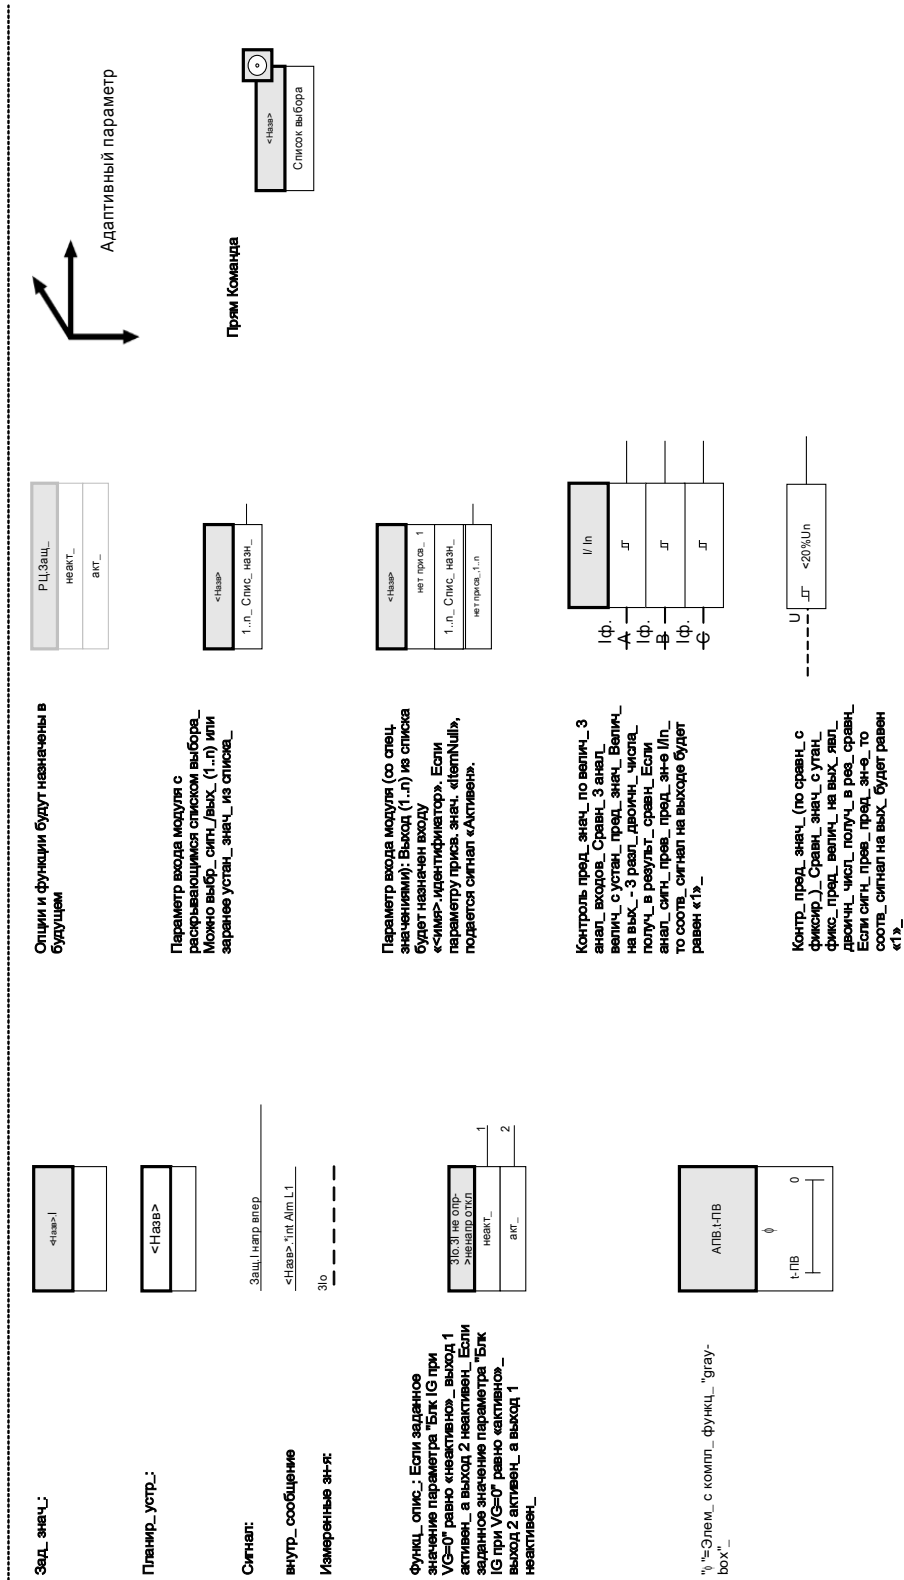 Зад_ знач_:
<Назв>.I
Планир_устр_:
<Назв>
Сигнал:
Защ.I напр впер
внутр_ сообщение
<Назв>.*int Alm L1
Измеренные зн-я:
3Io
Функц_ опис_: Если заданное
значение параметра "Блк IG при
VG=0" равно «неактивно»_ выход 1
активен_ а выход 2 неактивен_ Если
заданное значение параметра "Блк
IG при VG=0" равно «активно»_
выход 2 активен_ а выход 1
неактивен_
3Io.3I не опр-
>ненапр откл
неакт_
1
акт_
2
"ϕ"=Элем_ с компл_ функц_ "gray-
box"_
АПВ.t-ПВ
ϕ
t-ПВ
0
Опции и функции будут назначены в
будущем
РЦ.Защ_
неакт_
акт_
Параметр входа модуля с
раскрывающимся списком выбора_
Можно выбр_ сигн_/вых_ (1..n) или
заранее устан_ знач_ из списка_
<Назв>
1..n_ Спис_ назн_
Параметр входа модуля (со спец.
значениями): Выход (1..n) из списка
будет назначен входу
«<имя> идентификатор». Если
параметру присв. знач. «ItemNull»,
подается сигнал «Активен».
<Назв>
нет присв_ 1
1..n_ Спис_ назн_
нет присв_,1..n
Контроль пред_ знач_ по велич_ 3
анал_ входов_ Сравн_ 3 анал_
велич_ с устан_ пред_ знач_ Велич_
на вых_ - 3 разл_ двоичн_ числа_
получ_ в результ_ сравн_ Если
анал_ сигн_ прев_ пред_ зн-е I/In_
то соотв_ сигнал на выходе будет
равен «1»_
I/ In
Iф.
A
Iф.
B
Iф.
C
Контр_ пред_ знач_ (по сравн_ с
фиксир_)_ Сравн_ знач_ с утан_
фикс_ пред_ велич_ на вых_ явл_
двоичн_ числ_ получ_ в рез_ сравн_
Если сигн_ прев_ пред_ зн-е_ то
соотв_ сигнал на вых_ будет равен
«1»_
U
<20%Un
Адаптивный параметр
Прям Команда
<Назв>
Список выбора